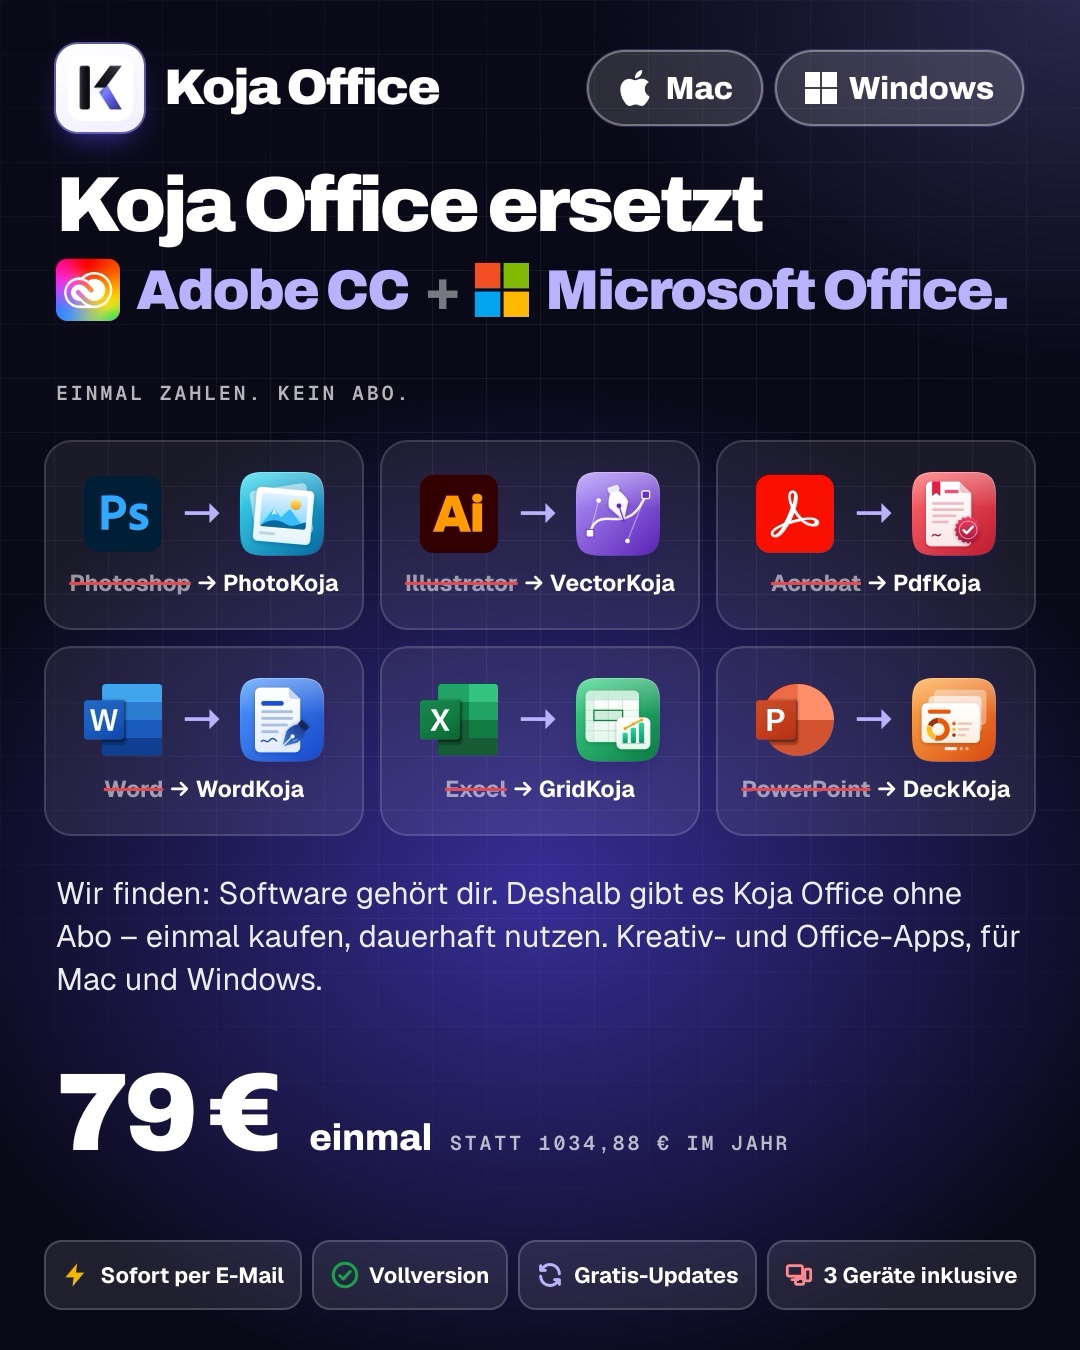 Koja Office
Mac
Windows
Koja Office ersetzt
Adobe CC + Microsoft Office.
EINMAL ZAHLEN. KEIN ABO.
Ps → 
Ai → 
→
Photoshop → PhotoKoja
Illustrator → VectorKoja
Acrobat → PdfKoja
W →
X →
P →
Word → WordKoja
Excel → GridKoja
PowerPoint → DeckKoja
Wir finden: Software gehört dir. Deshalb gibt es Koja Office ohne
Abo – einmal kaufen, dauerhaft nutzen. Kreativ- und Office-Apps, für
Mac und Windows.
79 € einmal STATT 1034,88 € IM JAHR
Sofort per E-Mail
Vollversion
Gratis-Updates
3 Geräte inklusive